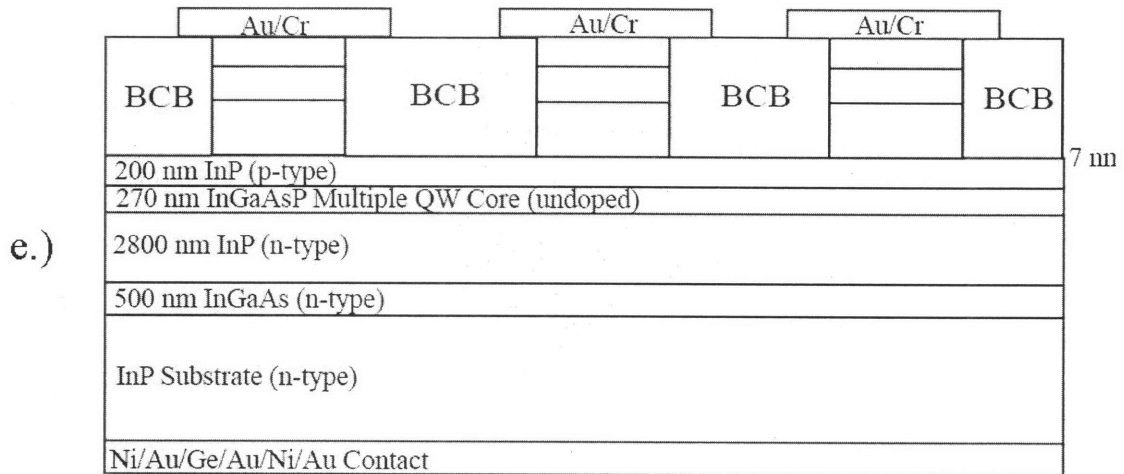 Au/Cr Au/Cr Au/Cr
BCB BCB BCB BCB
7 nn
200 nm InP (p-type)
270 nm InGaAsP Multiple QW Core (undoped)
e.)
2800 nm InP (n-type)
500 nm InGaAs (n-type)
InP Substrate (n-type)
Ni/Au/Ge/Au/Ni/Au Contact